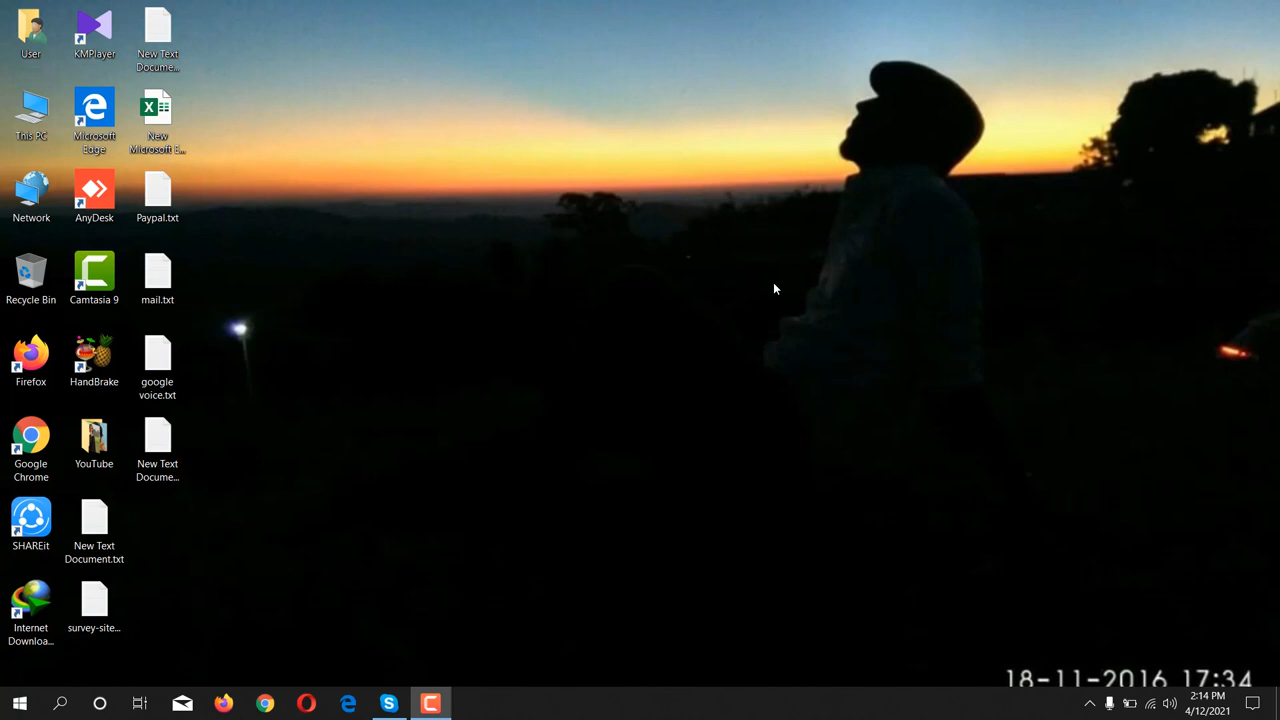 User
KMPlayer
New Text
Docume...
This PC
Microsoft
Edge
New
Microsoft E...
Network
AnyDesk
Paypal.txt
Recycle Bin
Camtasia 9
mail.txt
Firefox
HandBrake
google
voice.txt
Google
Chrome
YouTube
New Text
Docume...
SHAREit
New Text
Document.txt
Internet
Downloa...
survey-site...
18-11-2016 17:34
2:14 PM
4/12/2021